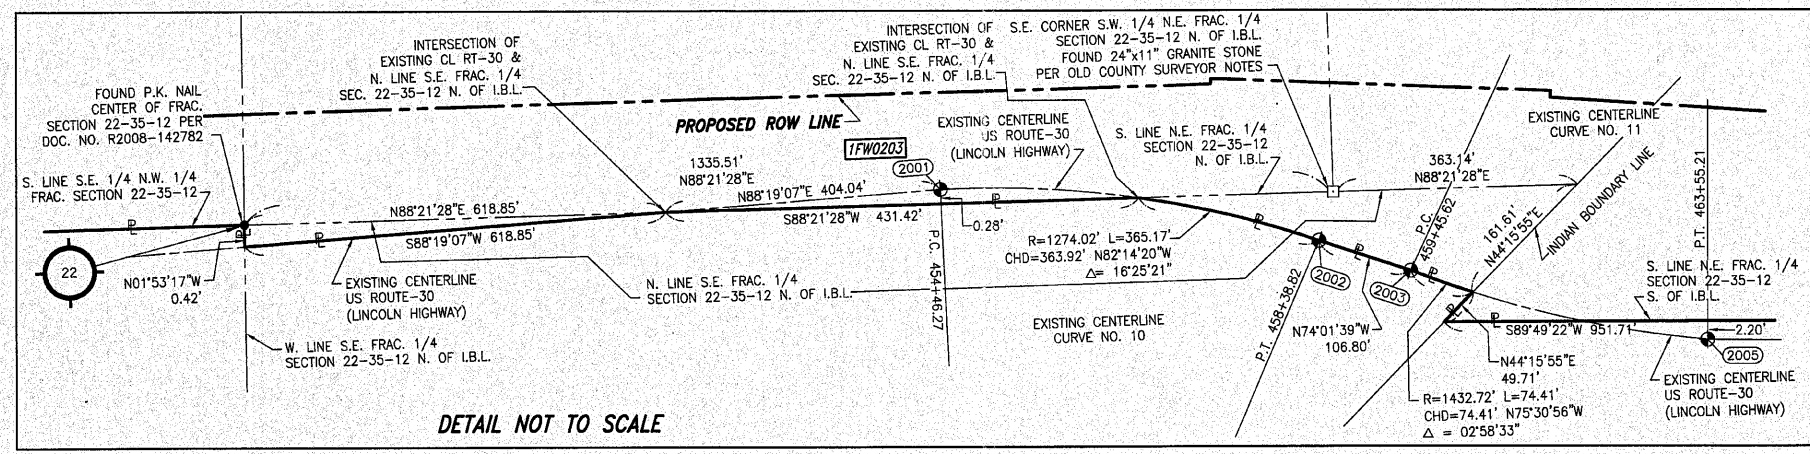 FOUND P.K. NAIL
CENTER OF FRAC.
SECTION 22-35-12 PER
DOC. NO. R2008-142782
S. LINE S.E. 1/4 N.W. 1/4
FRAC. SECTION 22-35-12
22
N01°53'17"W
0.42'
INTERSECTION OF
EXISTING CL RT-30 &
N. LINE S.E. FRAC. 1/4
SEC. 22-35-12 N. OF I.B.L.
N88°21'28"E 618.85'
S88°19'07"W 618.85'
EXISTING CENTERLINE
US ROUTE-30
(LINCOLN HIGHWAY)
W. LINE S.E. FRAC. 1/4
SECTION 22-35-12 N. OF I.B.L.
N. LINE S.E. FRAC. 1/4
SECTION 22-35-12 N. OF I.B.L.
DETAIL NOT TO SCALE
PROPOSED ROW LINE
1335.51'
N88°21'28"E
N88°19'07"E 404.04'
1FW0203
2001
S88°21'28"W 431.42'
0.28'
P.C. 454+46.27
INTERSECTION OF
EXISTING CL RT-30 &
N. LINE S.E. FRAC. 1/4
SEC. 22-35-12 N. OF I.B.L.
EXISTING CENTERLINE
US ROUTE-30
(LINCOLN HIGHWAY)
S.E. CORNER S.W. 1/4 N.E. FRAC. 1/4
SECTION 22-35-12 N. OF I.B.L.
FOUND 24"x11" GRANITE STONE
PER OLD COUNTY SURVEYOR NOTES
S. LINE N.E. FRAC. 1/4
SECTION 22-35-12
N. OF I.B.L.
R=1274.02' L=365.17'
CHD=363.92' N82°14'20"W
Δ= 16°25'21"
EXISTING CENTERLINE
CURVE NO. 10
P.T. 458+38.82
2002
2003
N74°01'39"W
106.80'
P.C.
459+45.62
363.14'
N88°21'28"E
EXISTING CENTERLINE
CURVE NO. 11
161.61'
N44°15'55"E
INDIAN BOUNDARY LINE
P.T. 463+55.21
S. LINE N.E. FRAC. 1/4
SECTION 22-35-12
S. OF I.B.L.
S89°49'22"W 951.71'
2.20'
2005
N44°15'55"E
49.71'
R=1432.72' L=74.41'
CHD=74.41' N75°30'56"W
Δ = 02°58'33"
EXISTING CENTERLINE
US ROUTE-30
(LINCOLN HIGHWAY)